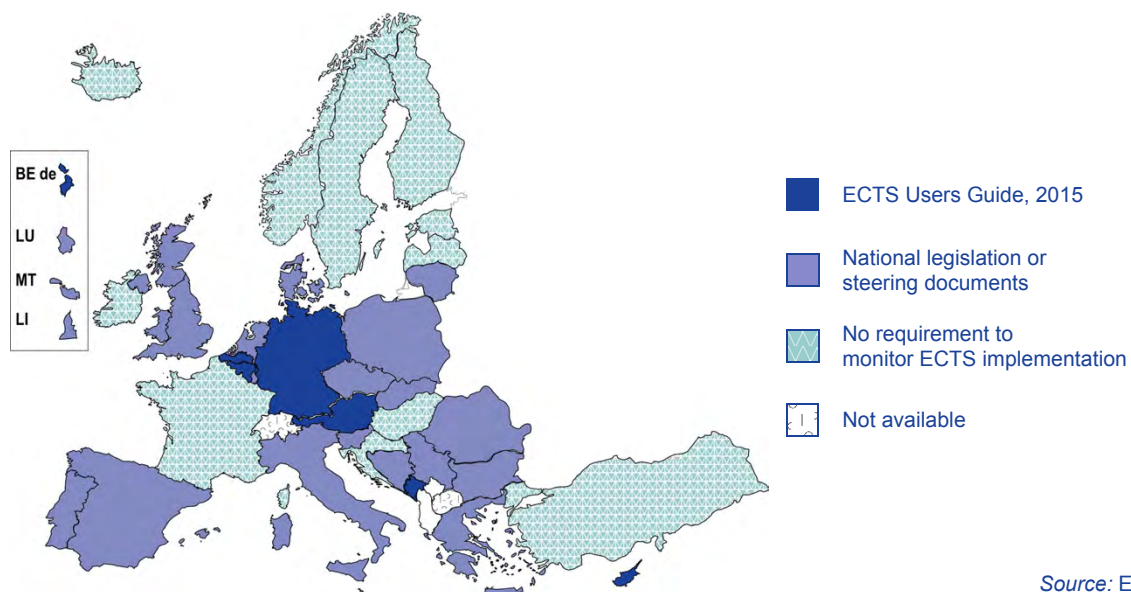 BE de
LU
MT
LI
ECTS Users Guide, 2015
National legislation or
steering documents
No requirement to
monitor ECTS implementation
Not available
Source: E